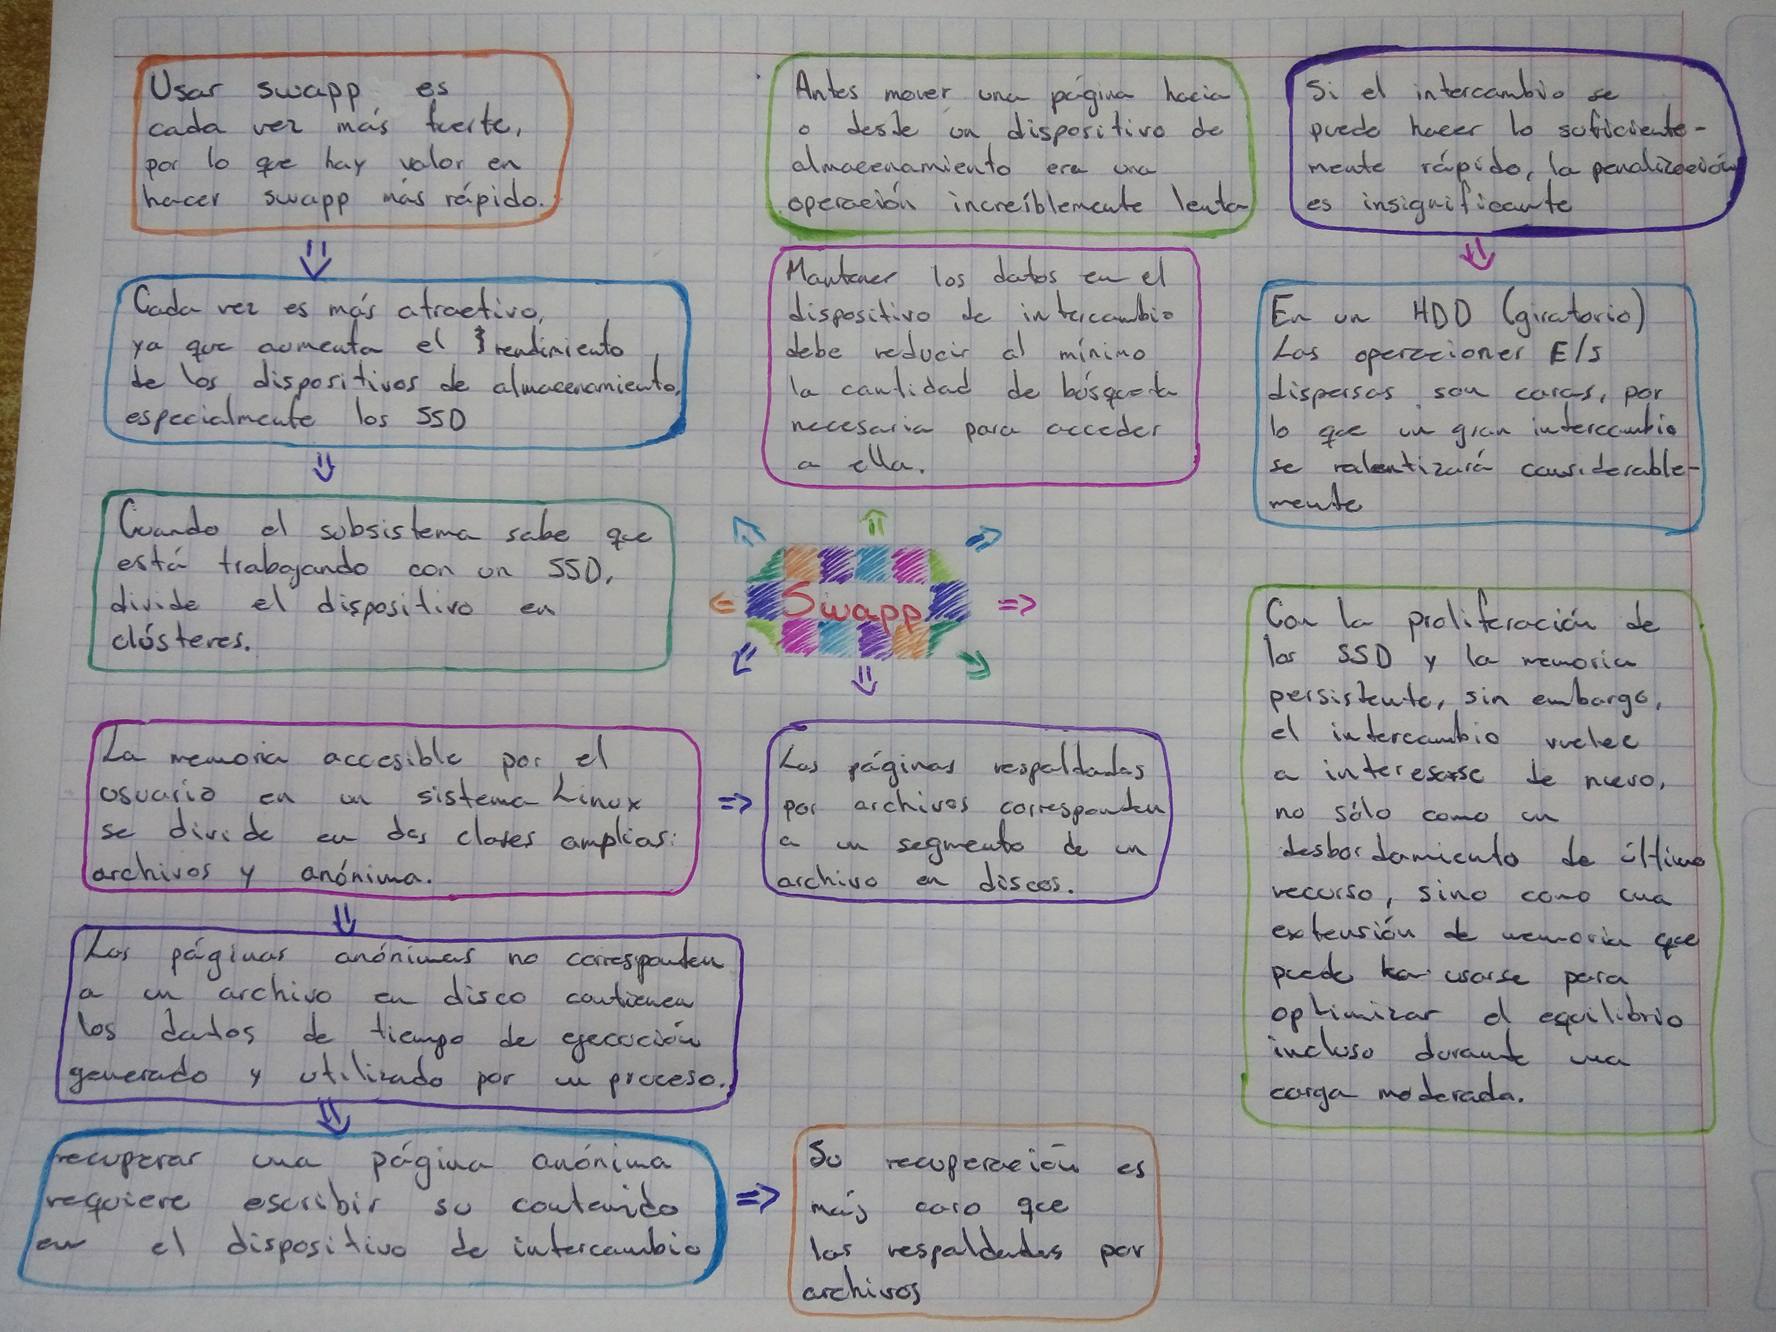 Usar swapp es
cada vez más fuerte,
por lo que hay valor en
hacer swapp más rápido.
Cada vez es más atractivo,
ya que aumenta el rendimiento
de los dispositivos de almacenamiento,
especialmente los SSD
Cuando el subsistema sabe que
está trabajando con un SSD,
divide el dispositivo en
clústeres.
La memoria accesible por el
usuario en un sistema Linux
se divide en dos clases amplias:
archivos y anónima.
Las páginas anónimas no corresponden
a un archivo en disco contienen
los datos de tiempo de ejecución
generado y utilizado por un proceso.
recuperar una página anónima
requiere escribir su contenido
en el dispositivo de intercambio
Antes mover una página hacia
o desde un dispositivo de
almacenamiento era una
operación increíblemente lenta
Mantener los datos en el
dispositivo de intercambio
debe reducir al mínimo
la cantidad de búsqueta
necesaria para acceder
a ella.
Swapp
Las páginas respaldadas
por archivos corresponden
a un segmento de un
archivo en discos.
Su recuperación es
más caro que
las respaldadas por
archivos
Si el intercambio se
puede hacer lo suficiente-
mente rápido, la penalización
es insignificante
En un HDD (giratorio)
Las operaciones E/S
dispersas son caras, por
lo que un gran intercambio
se ralentizará considerable-
mente
Con la proliferación de
los SSD y la memoria
persistente, sin embargo,
el intercambio vuelve
a interesarse de nuevo,
no sólo como un
desbordamiento de último
recurso, sino como una
extensión de memoria que
puede usarse para
optimizar el equilibrio
incluso durante una
carga moderada.